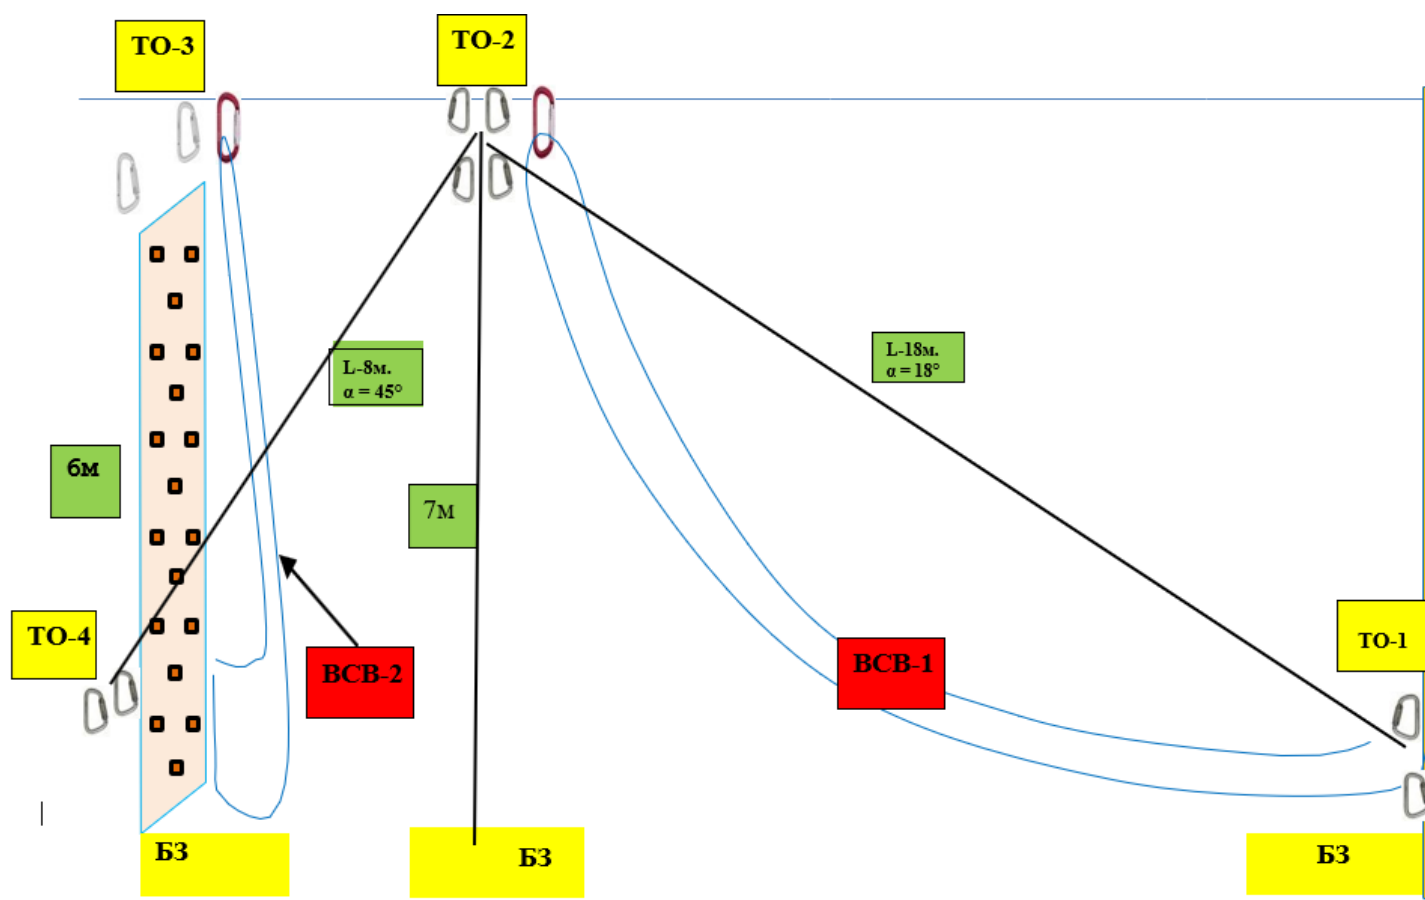 ТО-3
ТО-2
L-8м.
α = 45°
L-18м.
α = 18°
6м
7м
ТО-4
ВСВ-2
ВСВ-1
ТО-1
БЗ
БЗ
БЗ